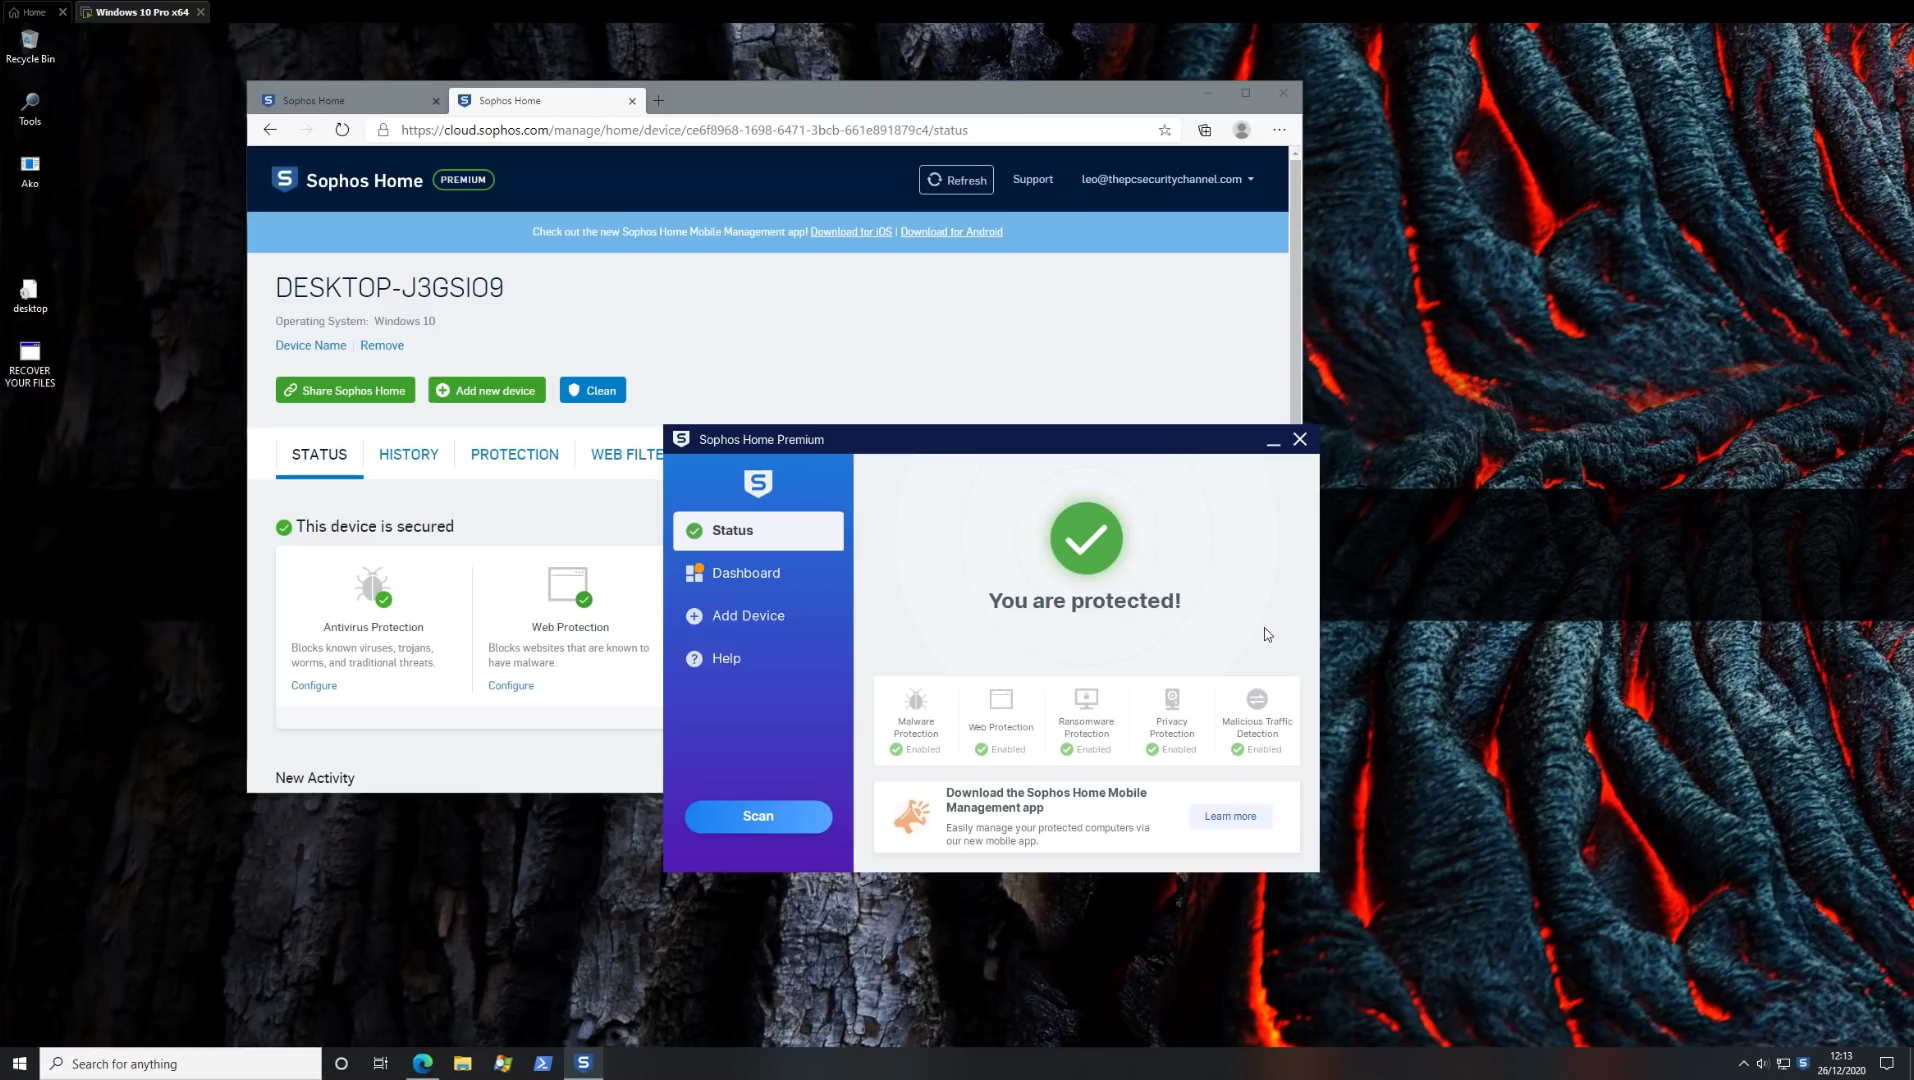 Home
Windows 10 Pro x64
Recycle Bin
Tools
Ako
desktop
RECOVER
YOUR FILES
Sophos Home
Sophos Home
https://cloud.sophos.com/manage/home/device/ce6f8968-1698-6471-3bcb-661e891879c4/status
S Sophos Home PREMIUM
Refresh
Support
leo@thepcsecuritychannel.com
Check out the new Sophos Home Mobile Management app! Download for iOS | Download for Android
DESKTOP-J3GSIO9
Operating System: Windows 10
Device Name | Remove
Share Sophos Home
Add new device
Clean
STATUS
HISTORY
PROTECTION
WEB FILTE
This device is secured
Antivirus Protection
Blocks known viruses, trojans,
worms, and traditional threats.
Configure
Web Protection
Blocks websites that are known to
have malware.
Configure
New Activity
S Sophos Home Premium
S
Status
Dashboard
Add Device
Help
Scan
You are protected!
Malware
Protection
Enabled
Web Protection
Enabled
Ransomware
Protection
Enabled
Privacy
Protection
Enabled
Malicious Traffic
Detection
Enabled
Download the Sophos Home Mobile
Management app
Easily manage your protected computers via
our new mobile app.
Learn more
Search for anything
12:13
26/12/2020